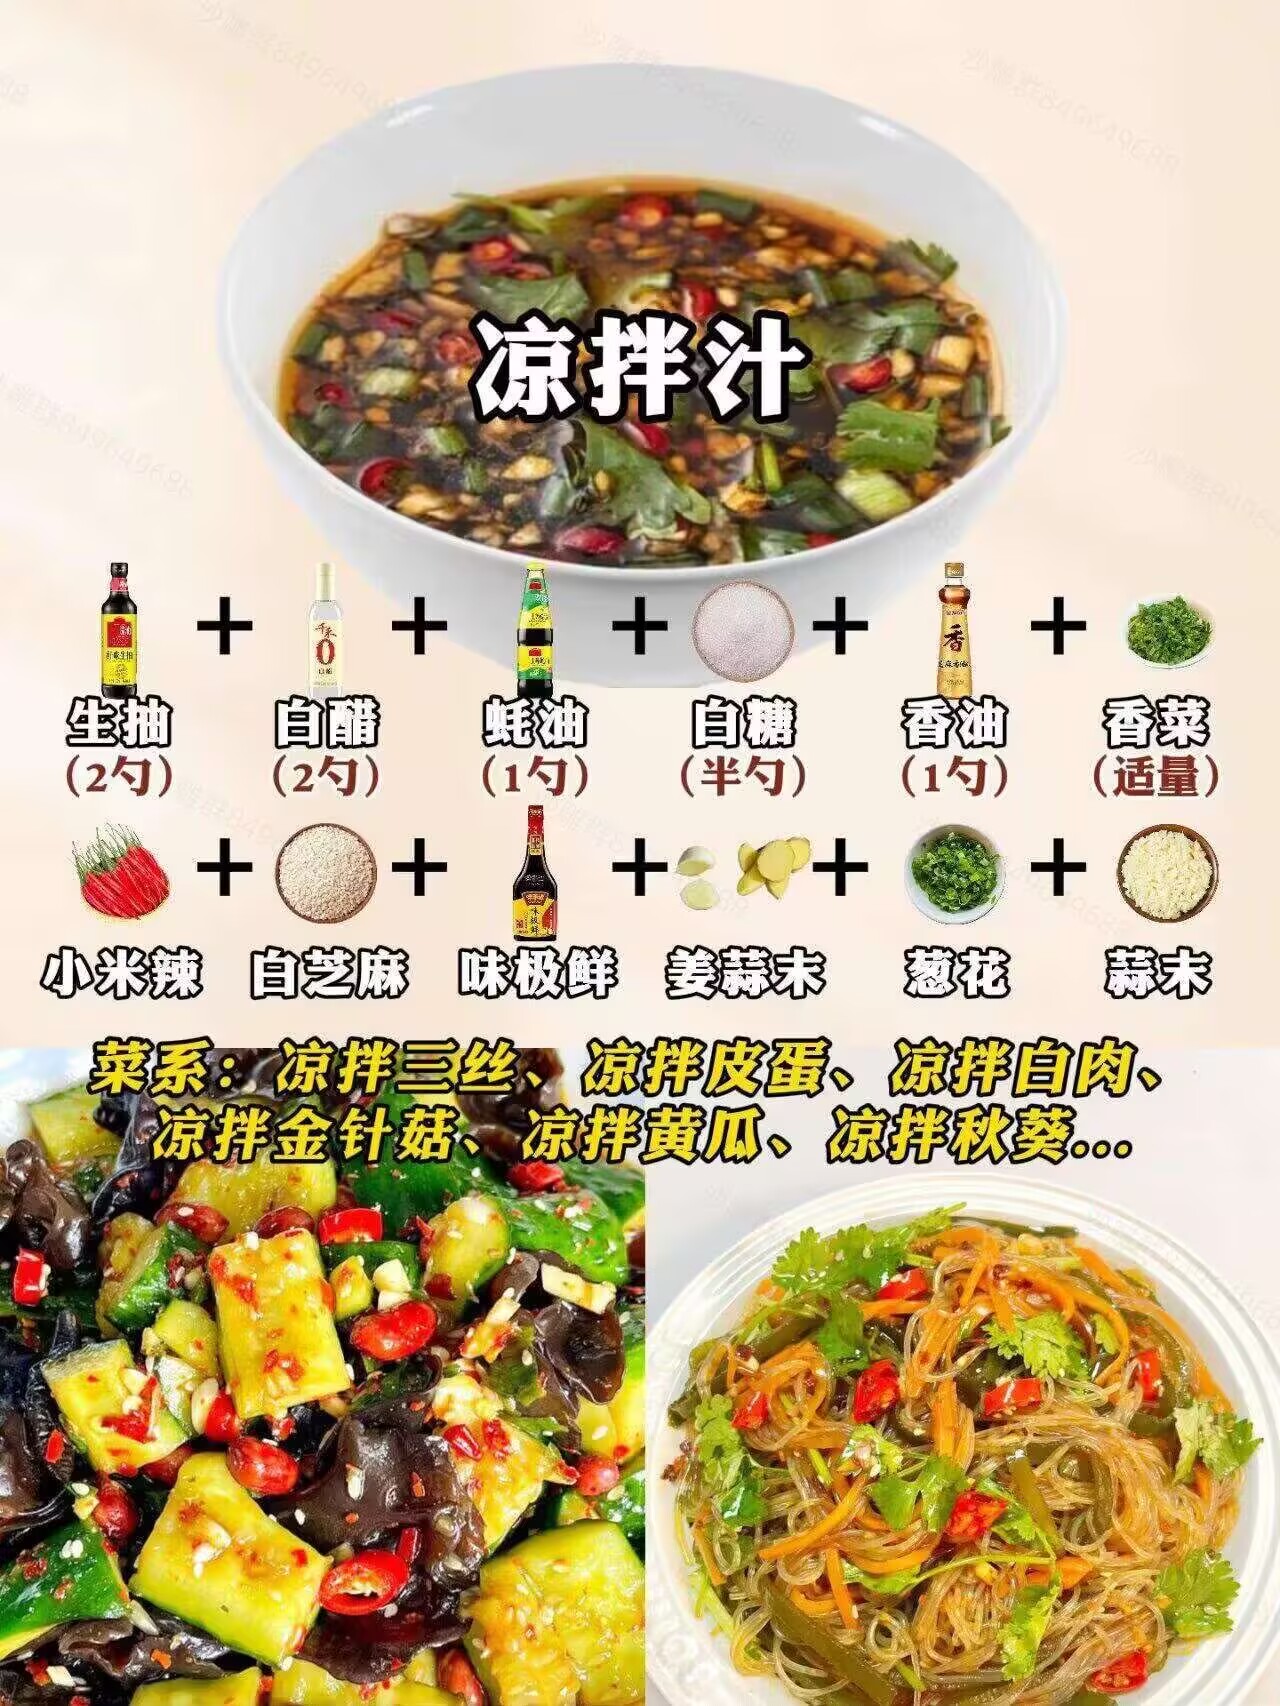 凉拌汁
生抽 白醋 蚝油 白糖 香油 香菜
（2勺） （2勺） （1勺） （半勺） （1勺） （适量）
小米辣 白芝麻 味极鲜 姜蒜末 葱花 蒜末
菜系：凉拌三丝、凉拌皮蛋、凉拌白肉、
凉拌金针菇、凉拌黄瓜、凉拌秋葵...